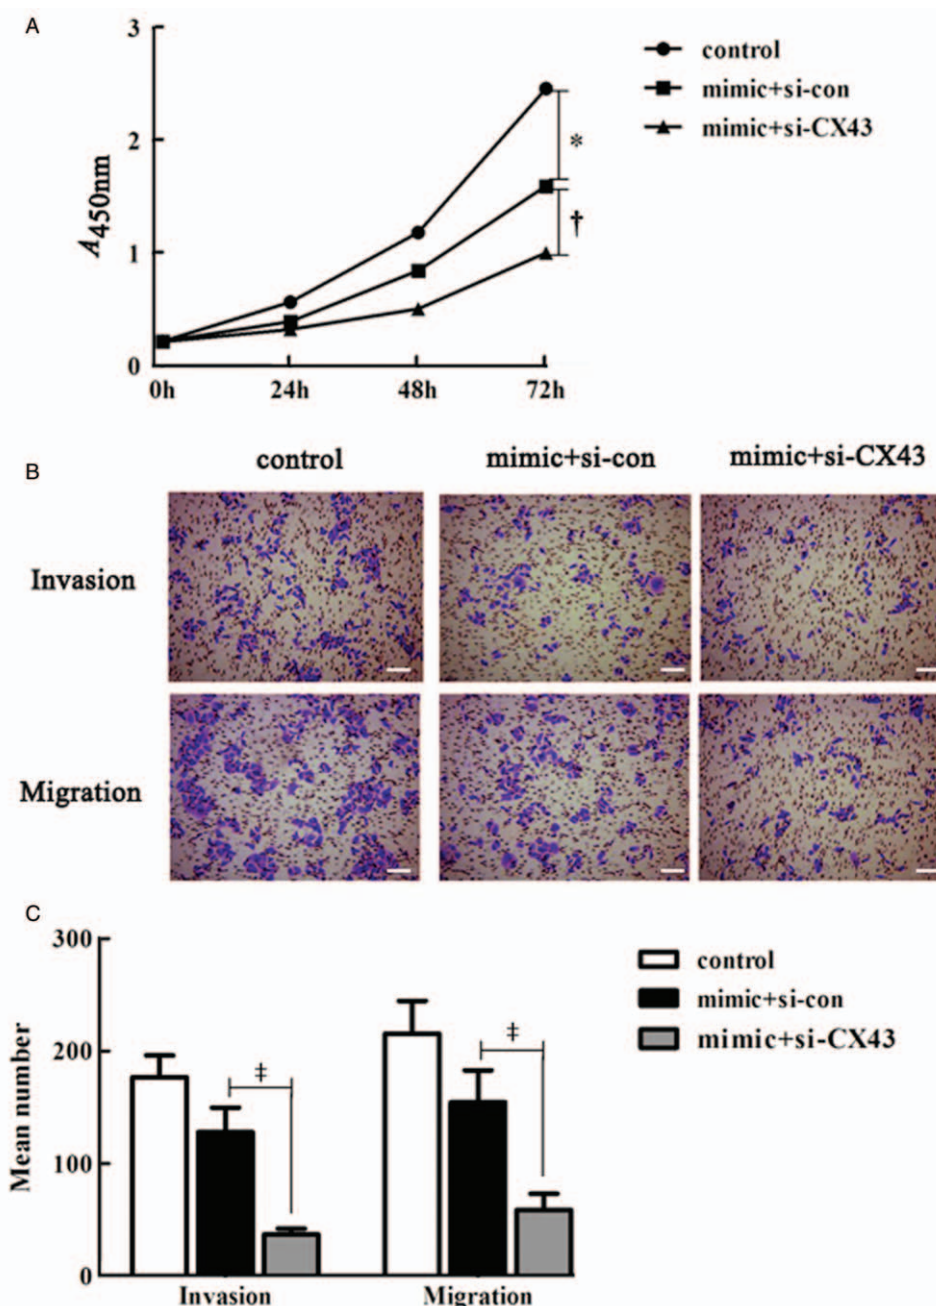 A
3
2
1
0
A450nm
0h 24h 48h 72h
*
†
control
mimic+si-con
mimic+si-CX43
B
control mimic+si-con mimic+si-CX43
Invasion
Migration
C
300
200
100
0
Mean number
‡
‡
Invasion Migration
control
mimic+si-con
mimic+si-CX43